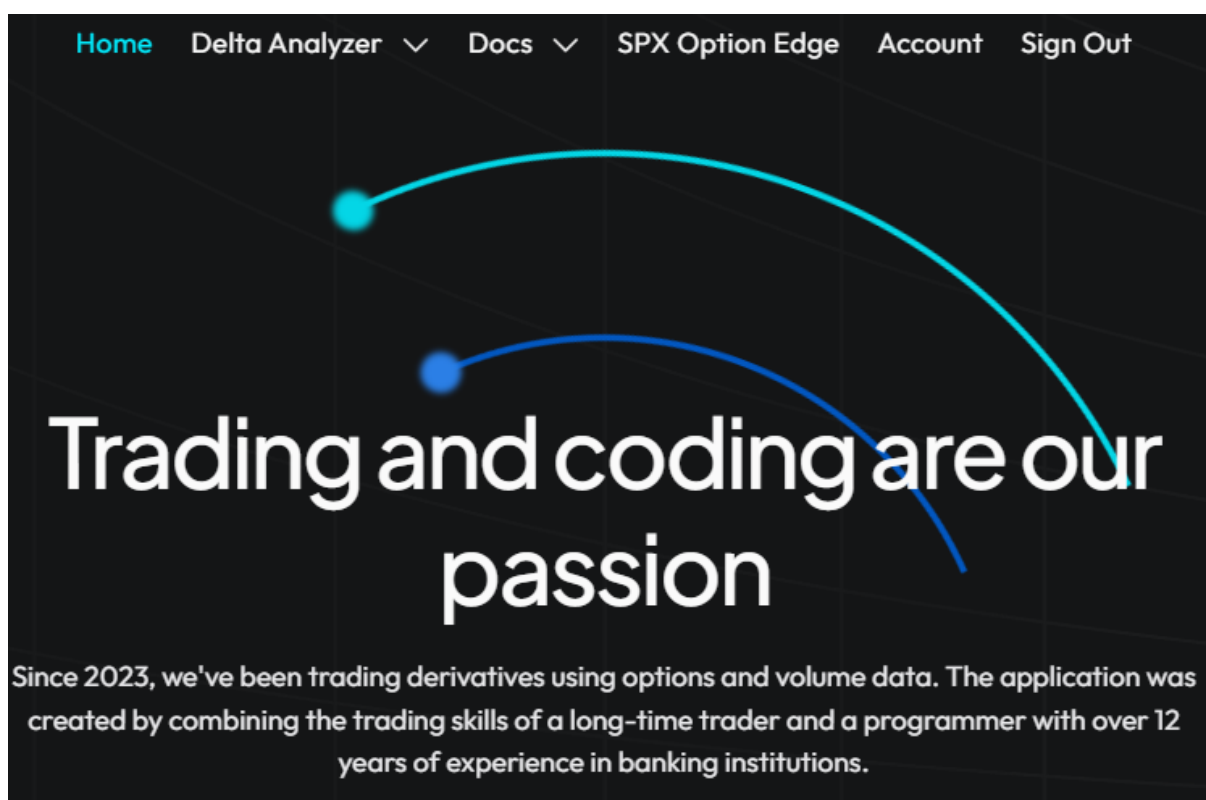 Home Delta Analyzer Docs SPX Option Edge Account Sign Out
Trading and coding are our
passion
Since 2023, we've been trading derivatives using options and volume data. The application was
created by combining the trading skills of a long-time trader and a programmer with over 12
years of experience in banking institutions.